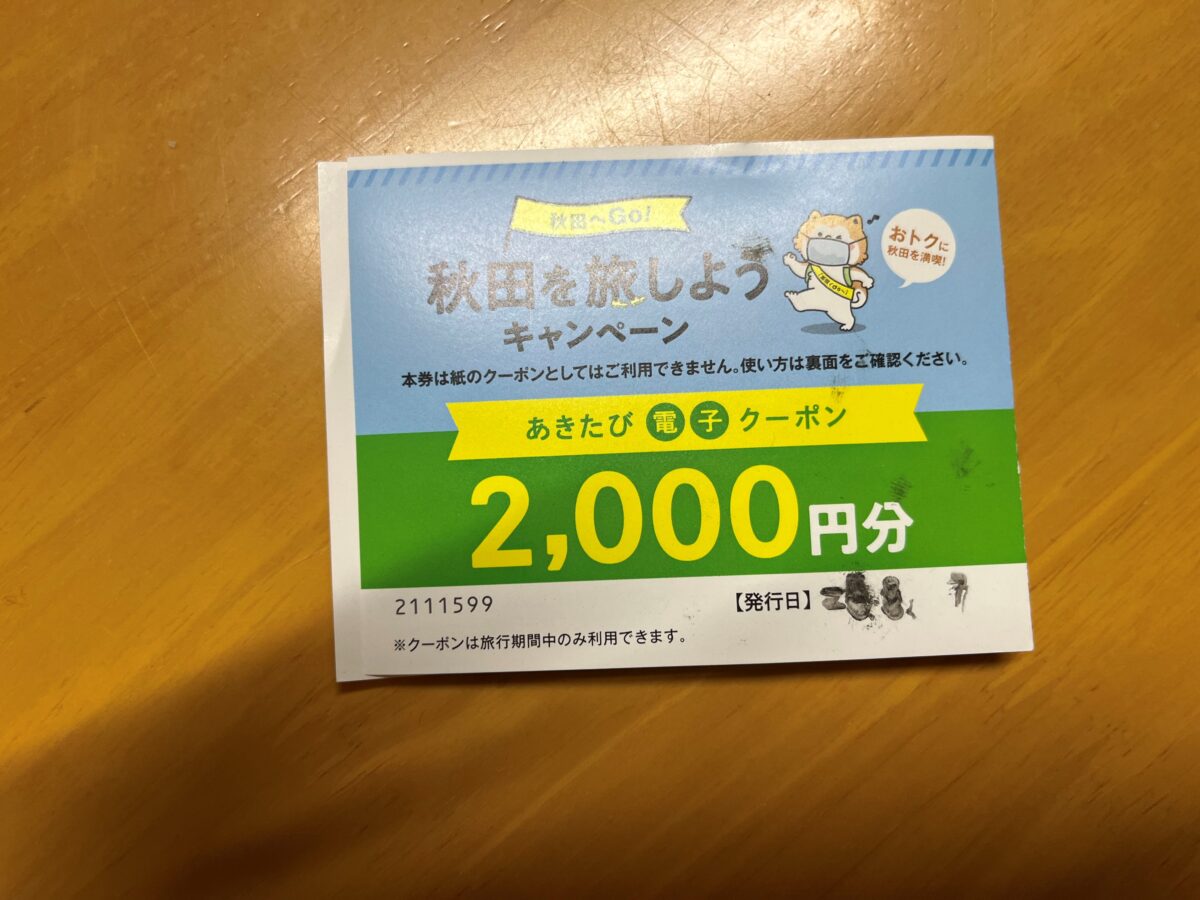 秋田へGo!
秋田を旅しよう
キャンペーン
おトクに
秋田を満喫!
本券は紙のクーポンとしてはご利用できません。使い方は裏面をご確認ください。
あきたび電子クーポン
2,000円分
2111599
【発行日】
※クーポンは旅行期間中のみ利用できます。